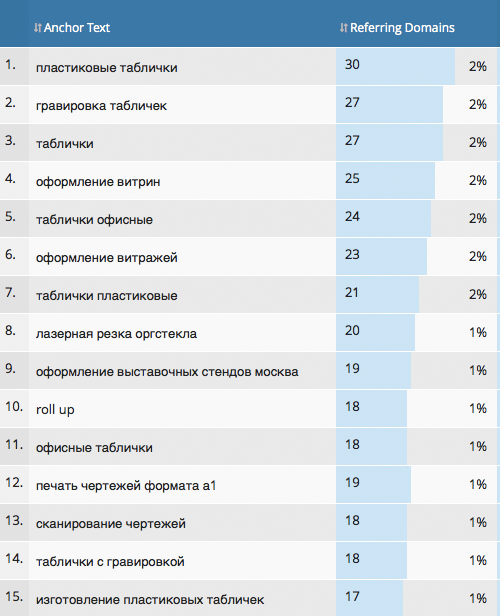 Anchor Text Referring Domains
1. пластиковые таблички 30 2%
2. гравировка табличек 27 2%
3. таблички 27 2%
4. оформление витрин 25 2%
5. таблички офисные 24 2%
6. оформление витражей 23 2%
7. таблички пластиковые 21 2%
8. лазерная резка оргстекла 20 1%
9. оформление выставочных стендов москва 19 1%
10. roll up 18 1%
11. офисные таблички 18 1%
12. печать чертежей формата а1 19 1%
13. сканирование чертежей 18 1%
14. таблички с гравировкой 18 1%
15. изготовление пластиковых табличек 17 1%